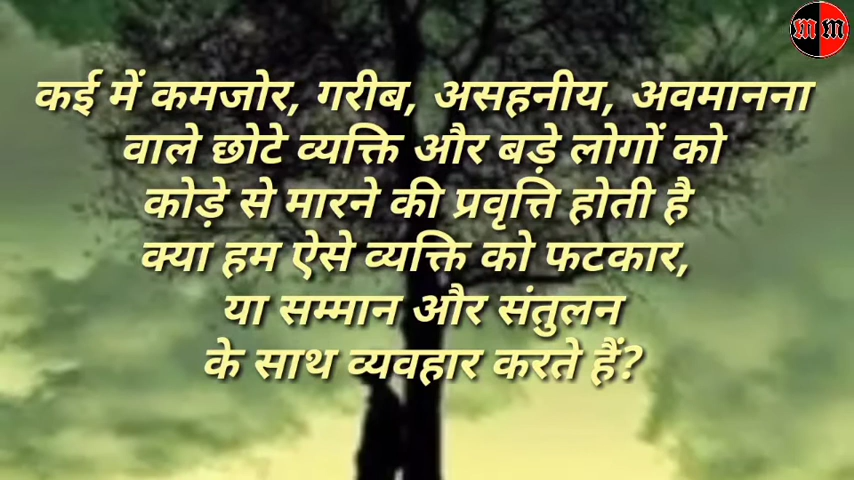 MM
कई में कमजोर, गरीब, असहनीय, अवमानना
वाले छोटे व्यक्ति और बड़े लोगों को
कोड़े से मारने की प्रवृत्ति होती है
क्या हम ऐसे व्यक्ति को फटकार,
या सम्मान और संतुलन
के साथ व्यवहार करते हैं?